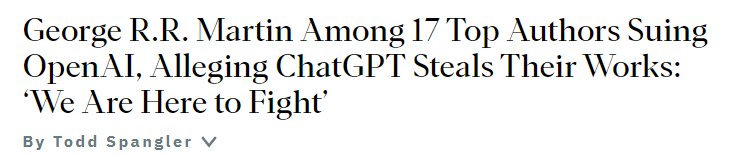 George R.R. Martin Among 17 Top Authors Suing
OpenAI, Alleging ChatGPT Steals Their Works:
‘We Are Here to Fight’
By Todd Spangler